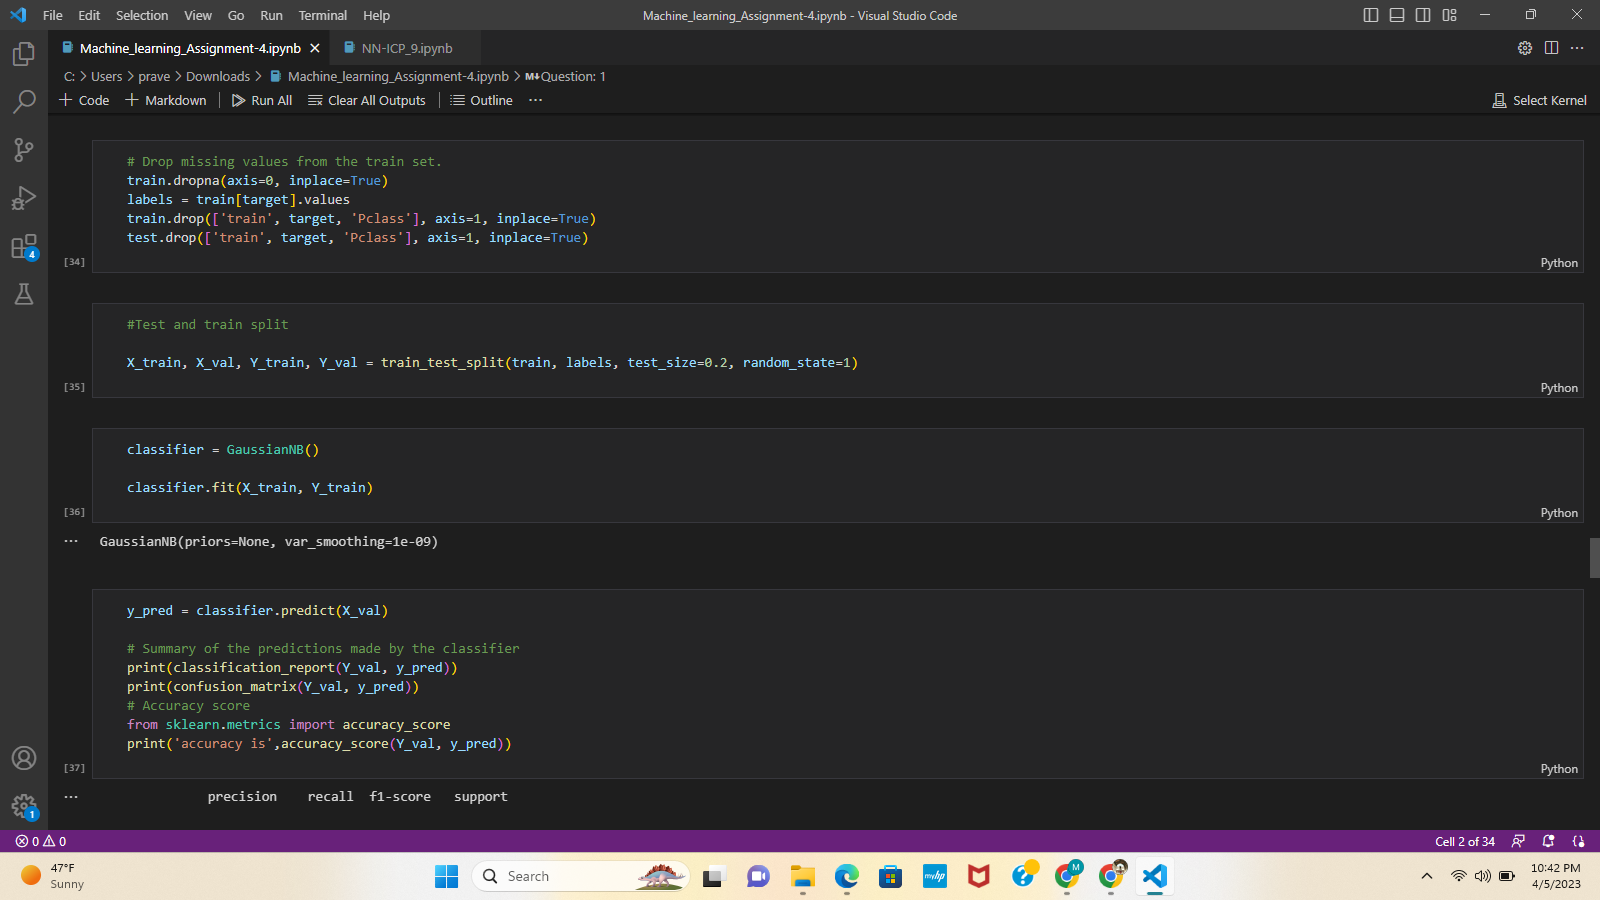 File Edit Selection View Go Run Terminal Help
Machine_learning_Assignment-4.ipynb - Visual Studio Code
Machine_learning_Assignment-4.ipynb
NN-ICP_9.ipynb
C: > Users > prave > Downloads > Machine_learning_Assignment-4.ipynb > M↓Question: 1
+ Code + Markdown Run All Clear All Outputs Outline ···
Select Kernel
# Drop missing values from the train set.
train.dropna(axis=0, inplace=True)
labels = train[target].values
train.drop(['train', target, 'Pclass'], axis=1, inplace=True)
test.drop(['train', target, 'Pclass'], axis=1, inplace=True)
[34]
Python
#Test and train split
X_train, X_val, Y_train, Y_val = train_test_split(train, labels, test_size=0.2, random_state=1)
[35]
Python
classifier = GaussianNB()
classifier.fit(X_train, Y_train)
[36]
Python
··· GaussianNB(priors=None, var_smoothing=1e-09)
y_pred = classifier.predict(X_val)
# Summary of the predictions made by the classifier
print(classification_report(Y_val, y_pred))
print(confusion_matrix(Y_val, y_pred))
# Accuracy score
from sklearn.metrics import accuracy_score
print('accuracy is',accuracy_score(Y_val, y_pred))
[37]
Python
··· precision recall f1-score support
4
1
0 0
Cell 2 of 34
47°F
Sunny
Search
myhp
M
10:42 PM
4/5/2023